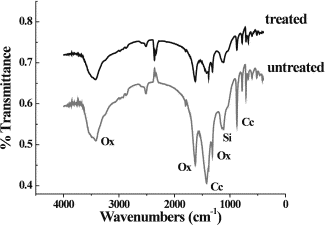 0.8
0.7
0.6
0.5
0.4
% Transmittance
treated
untreated
Ox
Ox
Cc
Ox
Si
Cc
4000
3000
2000
1000
0
Wavenumbers (cm⁻¹)